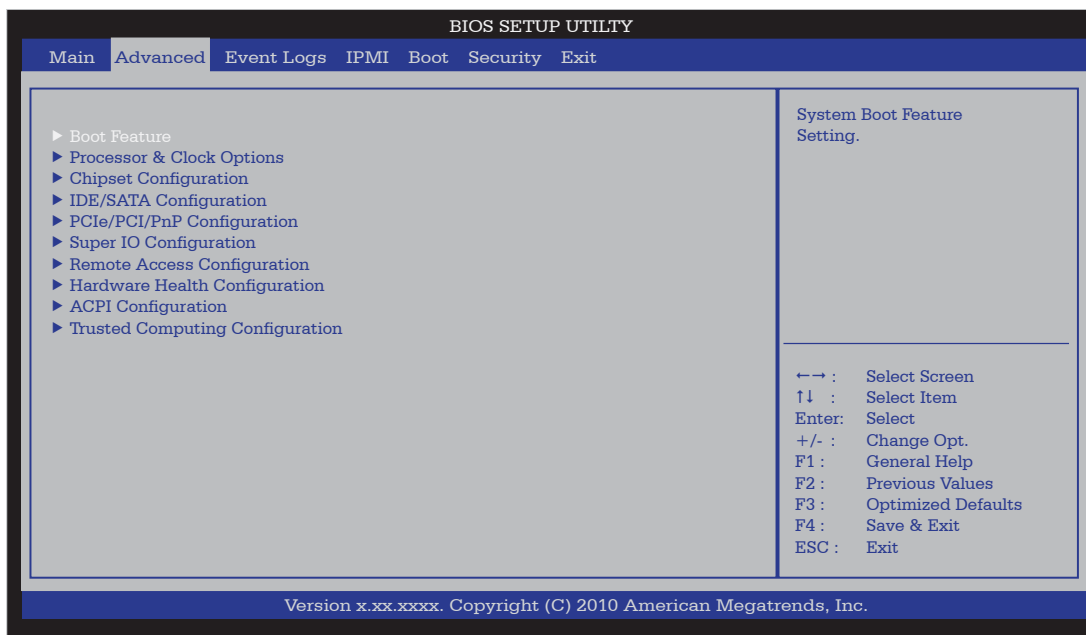 BIOS SETUP UTILTY
Main Advanced Event Logs IPMI Boot Security Exit
▶ Boot Feature
▶ Processor & Clock Options
▶ Chipset Configuration
▶ IDE/SATA Configuration
▶ PCIe/PCI/PnP Configuration
▶ Super IO Configuration
▶ Remote Access Configuration
▶ Hardware Health Configuration
▶ ACPI Configuration
▶ Trusted Computing Configuration
System Boot Feature
Setting.
←→ : Select Screen
↑↓ : Select Item
Enter: Select
+/- : Change Opt.
F1 : General Help
F2 : Previous Values
F3 : Optimized Defaults
F4 : Save & Exit
ESC : Exit
Version x.xx.xxxx. Copyright (C) 2010 American Megatrends, Inc.